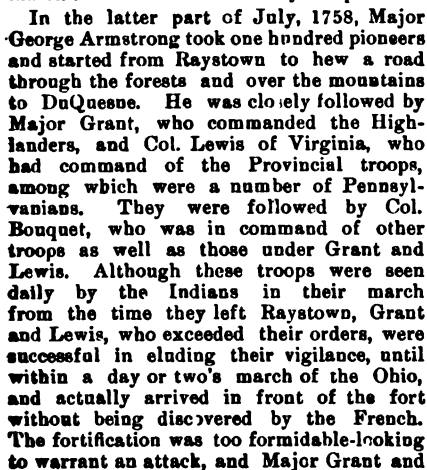 In the latter part of July, 1758, Major
George Armstrong took one hundred pioneers
and started from Raystown to hew a road
through the forests and over the mountains
to DuQuesne. He was closely followed by
Major Grant, who commanded the High-
landers, and Col. Lewis of Virginia, who
had command of the Provincial troops,
among which were a number of Pennsyl-
vanians. They were followed by Col.
Bouquet, who was in command of other
troops as well as those under Grant and
Lewis. Although these troops were seen
daily by the Indians in their march
from the time they left Raystown, Grant
and Lewis, who exceeded their orders, were
successful in eluding their vigilance, until
within a day or two's march of the Ohio,
and actually arrived in front of the fort
without being discovered by the French.
The fortification was too formidable-looking
to warrant an attack, and Major Grant and